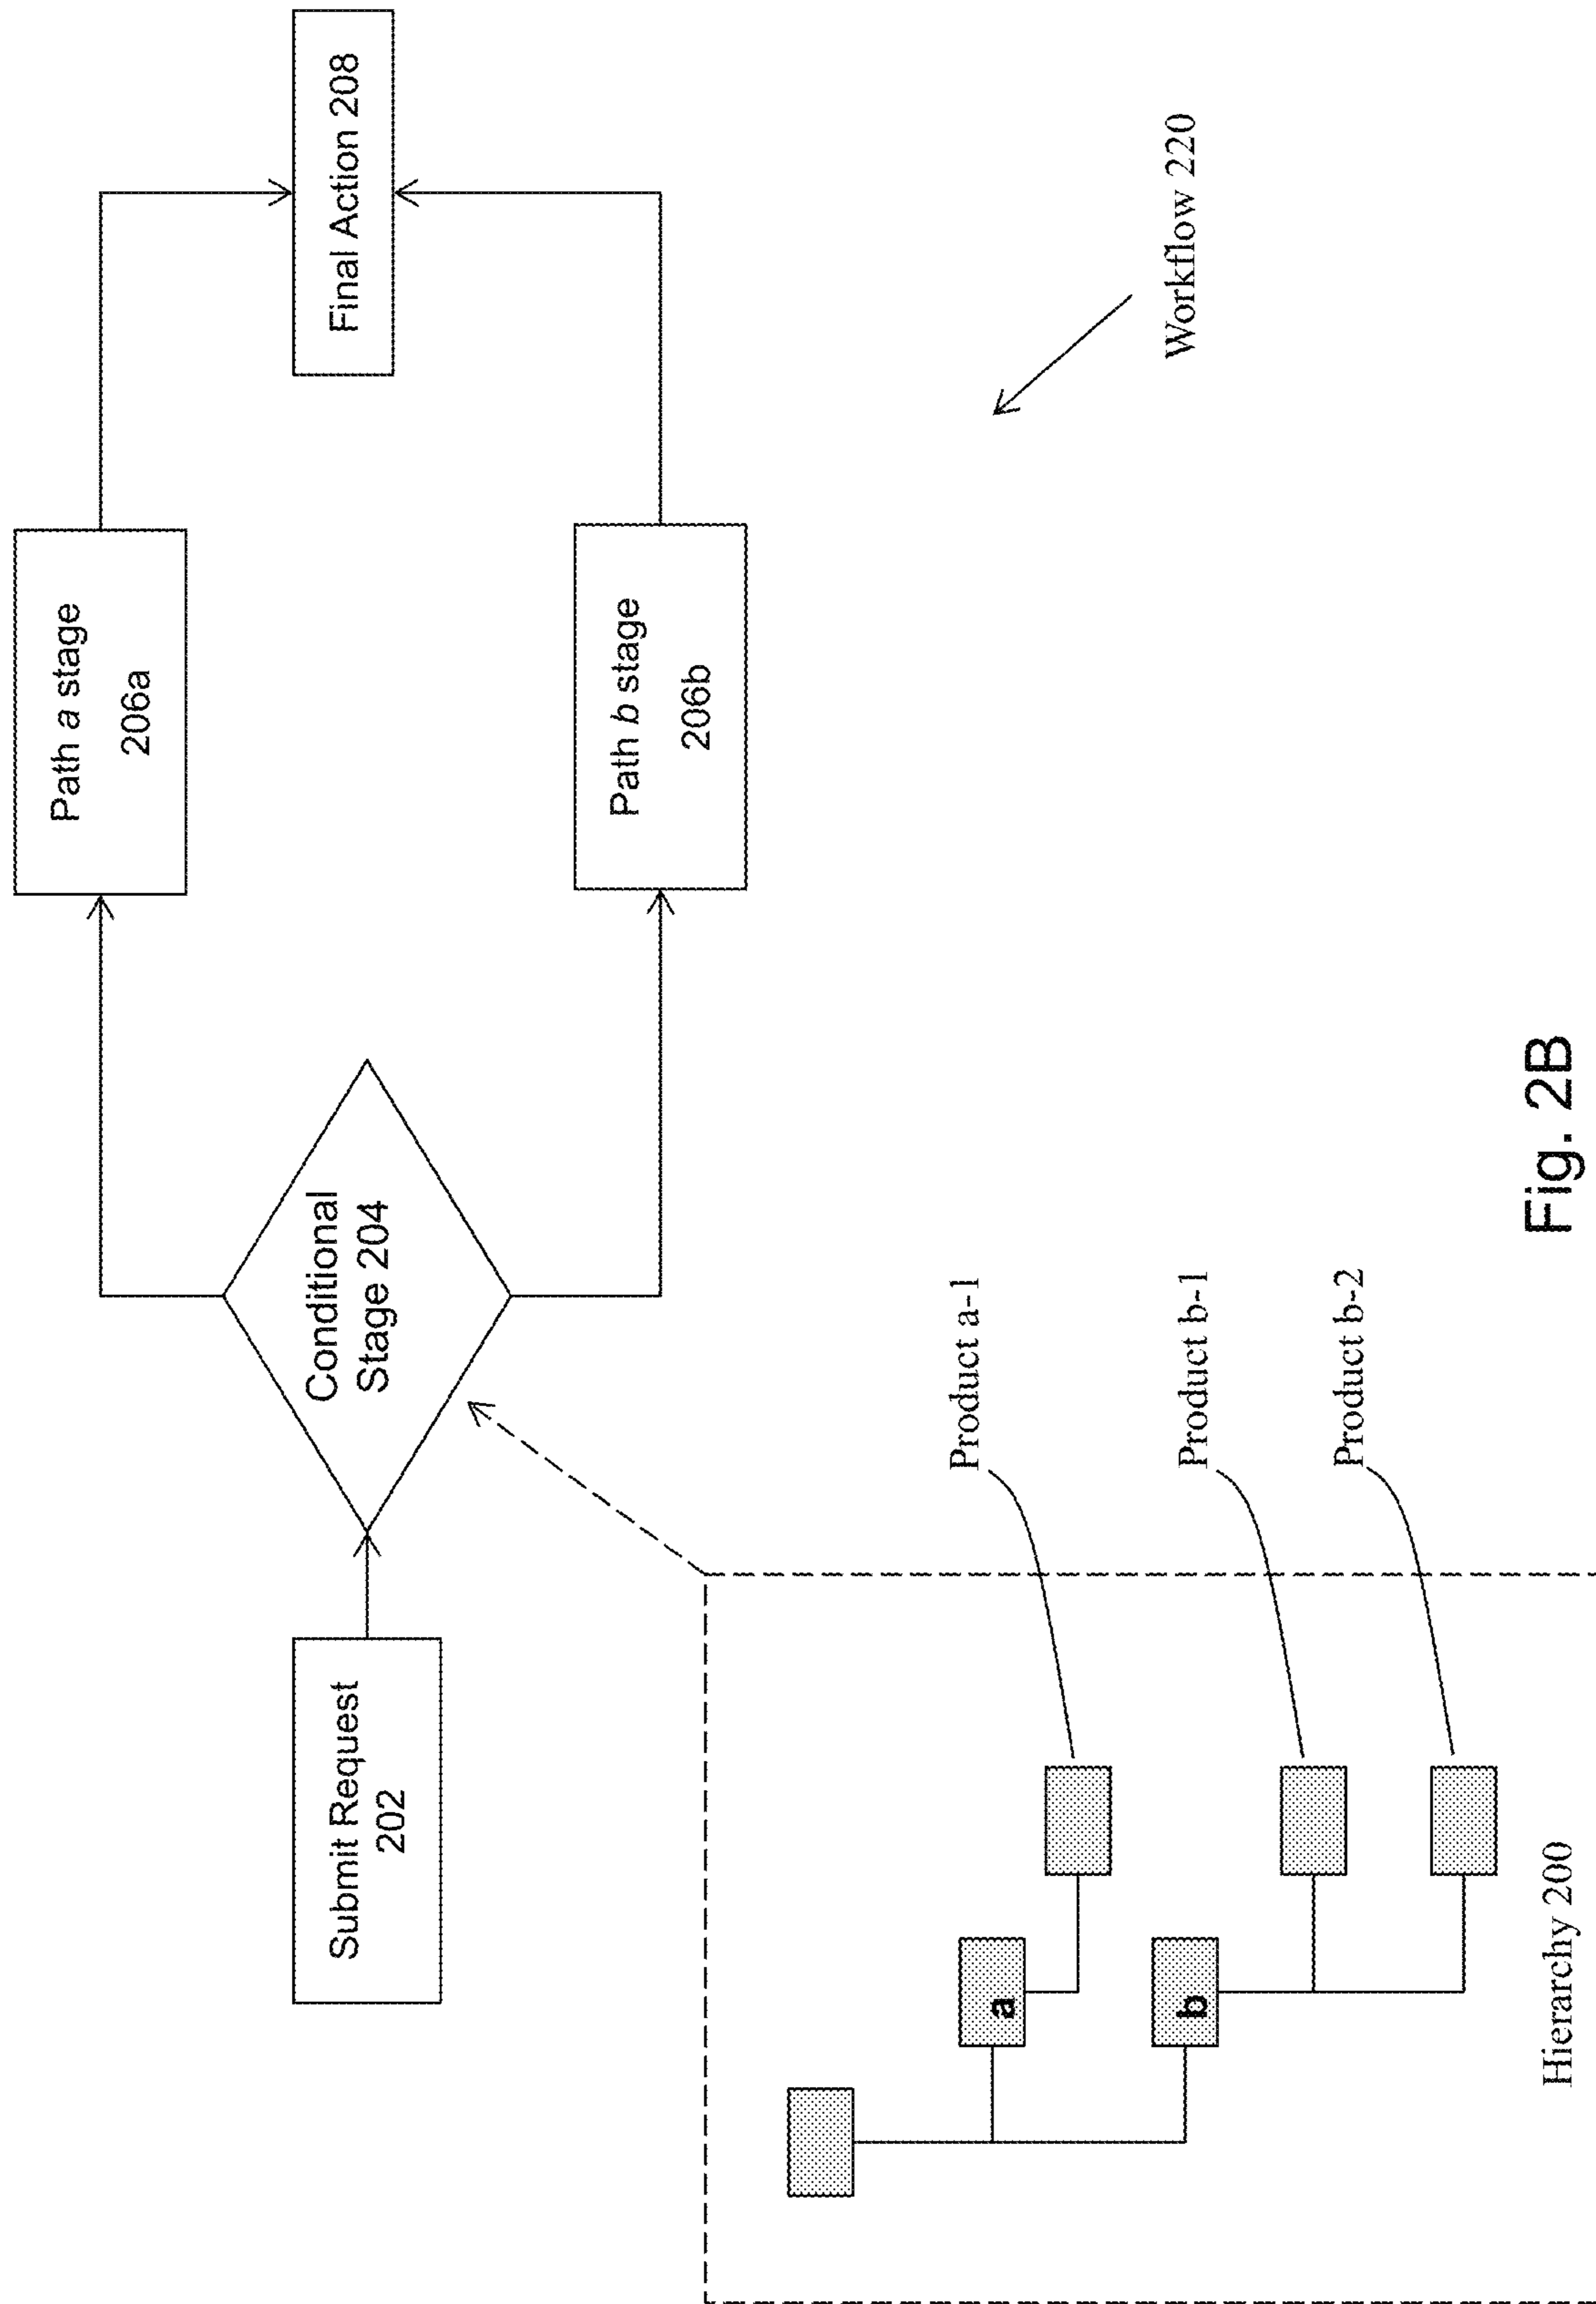 Submit Request
202
Conditional
Stage 204
Path a stage
206a
Path b stage
206b
Final Action 208
Workflow 220
a
b
Product a-1
Product b-1
Product b-2
Hierarchy 200
Fig. 2B